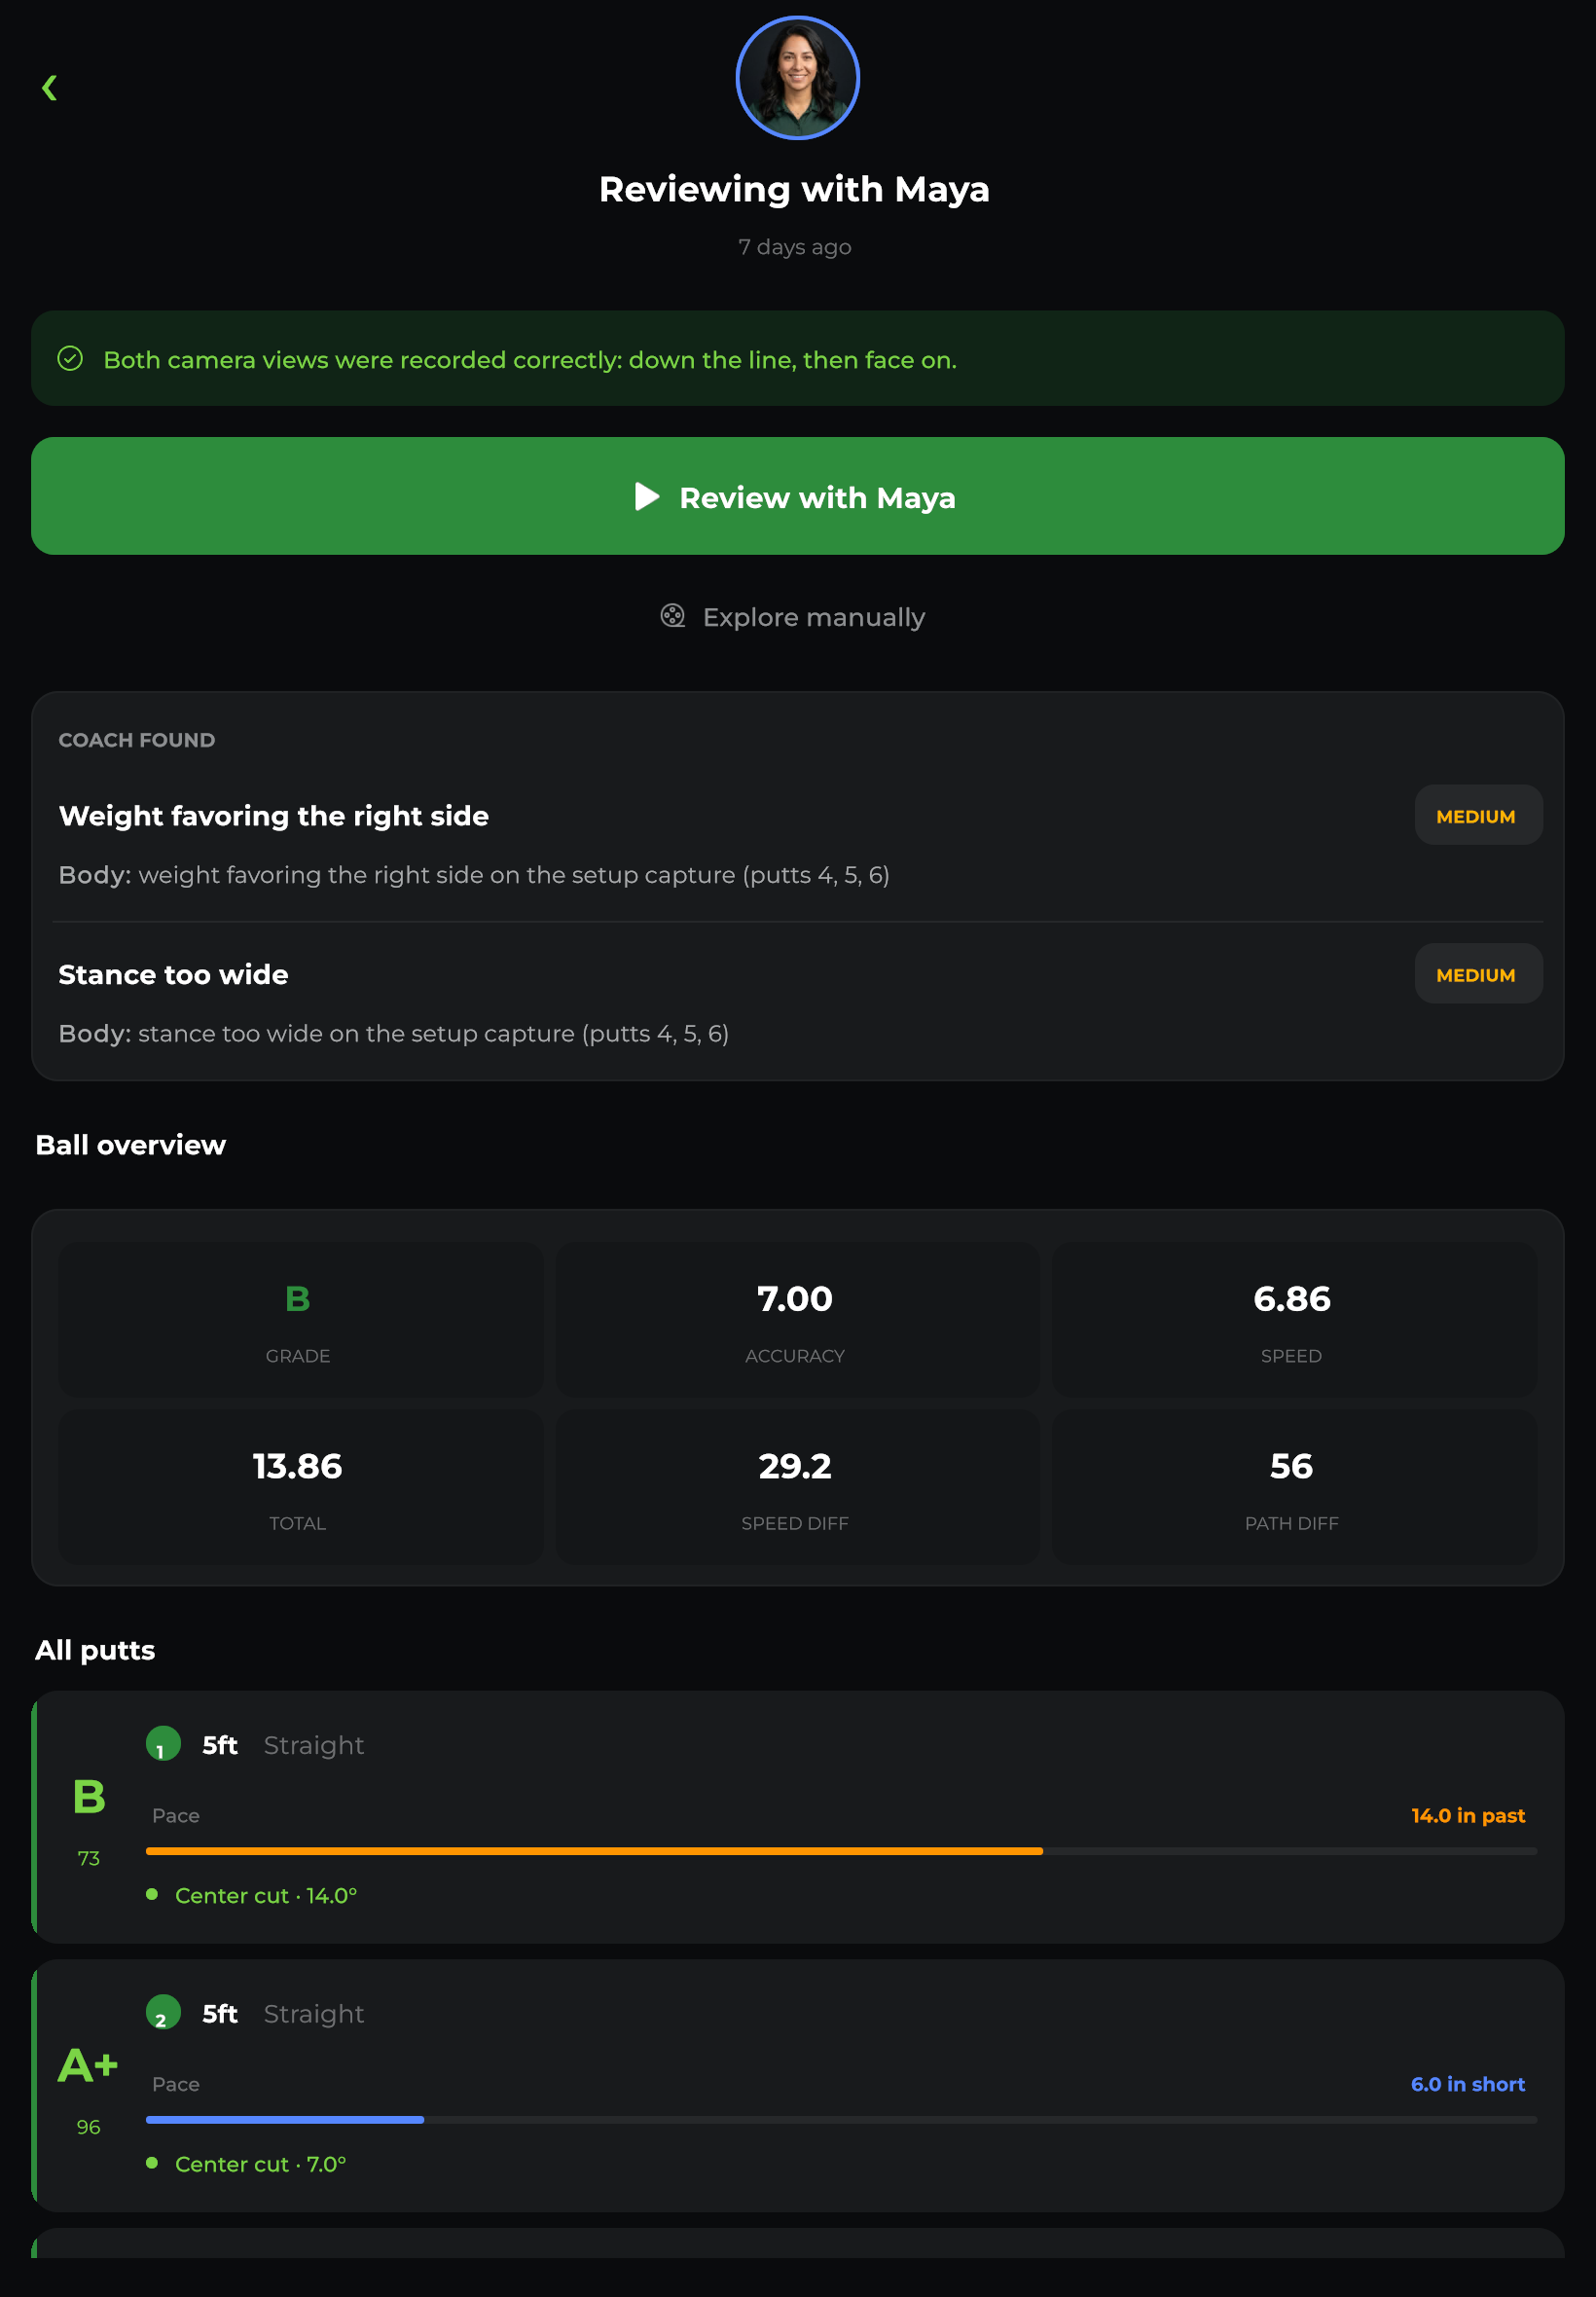 Reviewing with Maya
7 days ago
Both camera views were recorded correctly: down the line, then face on.
Review with Maya
Explore manually
COACH FOUND
Weight favoring the right side
MEDIUM
Body: weight favoring the right side on the setup capture (putts 4, 5, 6)
Stance too wide
MEDIUM
Body: stance too wide on the setup capture (putts 4, 5, 6)
Ball overview
B
7.00
6.86
GRADE
ACCURACY
SPEED
13.86
29.2
56
TOTAL
SPEED DIFF
PATH DIFF
All putts
1 5ft Straight
B
Pace
14.0 in past
73
Center cut · 14.0°
2 5ft Straight
A+
Pace
6.0 in short
96
Center cut · 7.0°